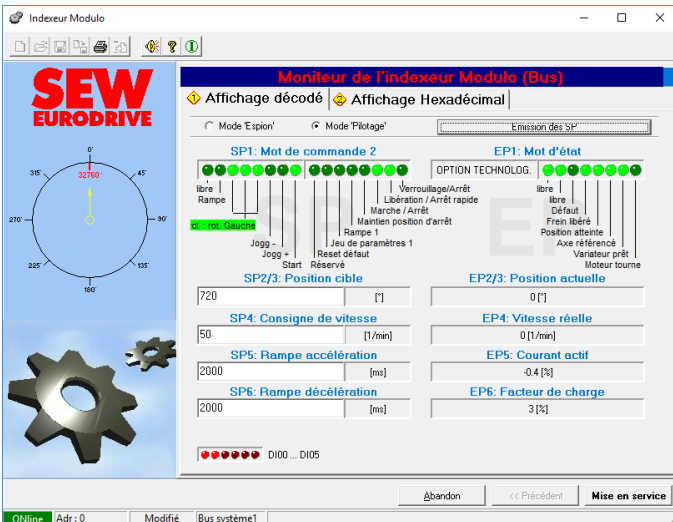 Indexeur Modulo
SEW
EURODRIVE
0'
315'
32760
45'
270'
90'
225'
135'
180'
Moniteur de l'indexeur Modulo (Bus)
1 Affichage décodé
2 Affichage Hexadécimal
Mode 'Espion'
Mode 'Pilotage'
Emission des SP
SP1: Mot de commande 2
EP1: Mot d'état
OPTION TECHNOLOG.
libre
Rampe
cl. : rot. Gauche
Jogg -
Jogg +
Start
Verrouillage/Arrêt
Libération / Arrêt rapide
Marche / Arrêt
Maintien position d'arrêt
Rampe 1
Jeu de paramètres 1
Reset défaut
Réservé
libre
libre
Défaut
Frein libéré
Position atteinte
Axe référencé
Variateur prêt
Moteur tourne
SP EP
SP2/3: Position cible
EP2/3: Position actuelle
720 [°]
0 [°]
SP4: Consigne de vitesse
EP4: Vitesse réelle
50 [1/min]
0 [1/min]
SP5: Rampe accélération
EP5: Courant actif
2000 [ms]
-0.4 [%]
SP6: Rampe décélération
EP6: Facteur de charge
2000 [ms]
3 [%]
DI00 ... DI05
Abandon
<< Précédent
Mise en service
ONline
Adr : 0
Modifié
Bus système1